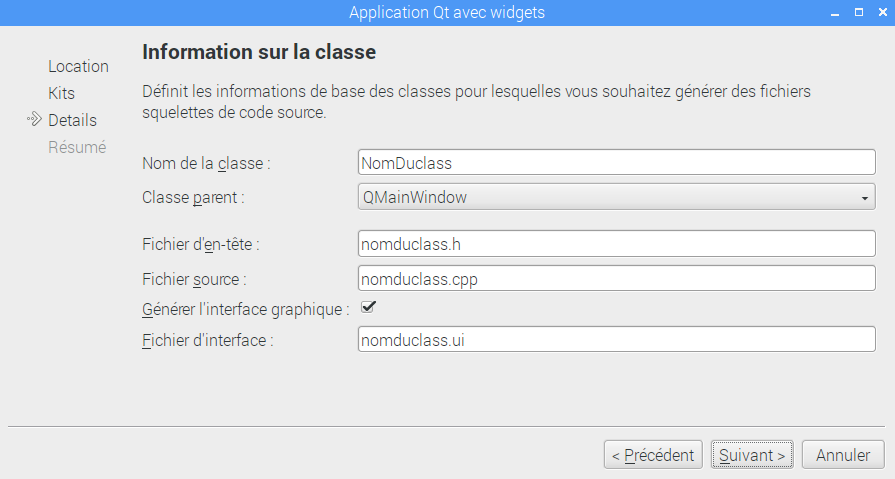 Application Qt avec widgets
Information sur la classe
Location
Kits
Details
Résumé
Définit les informations de base des classes pour lesquelles vous souhaitez générer des fichiers
squelettes de code source.
Nom de la classe : NomDuclass
Classe parent : QMainWindow
Fichier d'en-tête : nomduclass.h
Fichier source : nomduclass.cpp
Générer l'interface graphique :
Fichier d'interface : nomduclass.ui
< Précédent Suivant > Annuler